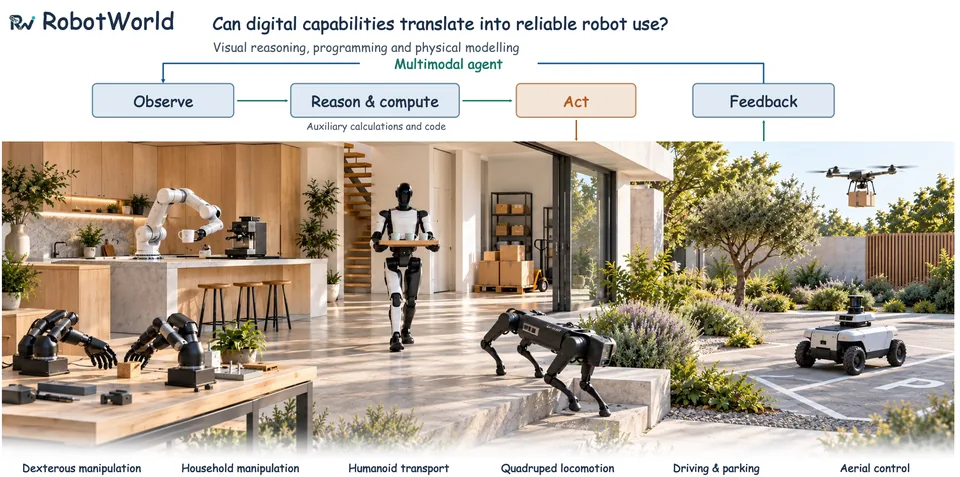 RW RobotWorld
Can digital capabilities translate into reliable robot use?
Visual reasoning, programming and physical modelling
Multimodal agent
Observe
Reason & compute
Act
Feedback
Auxiliary calculations and code
P
Dexterous manipulation
Household manipulation
Humanoid transport
Quadruped locomotion
Driving & parking
Aerial control